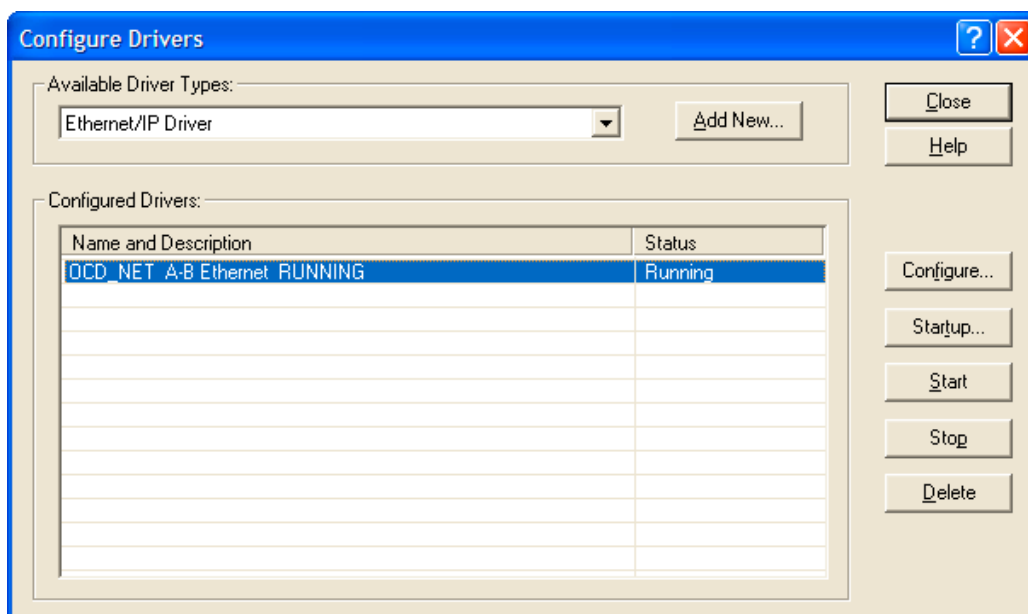 Configure Drivers
Available Driver Types:
Ethernet/IP Driver
Add New...
Close
Help
Configured Drivers:
Name and Description Status
OCD_NET A-B Ethernet RUNNING Running
Configure...
Startup...
Start
Stop
Delete